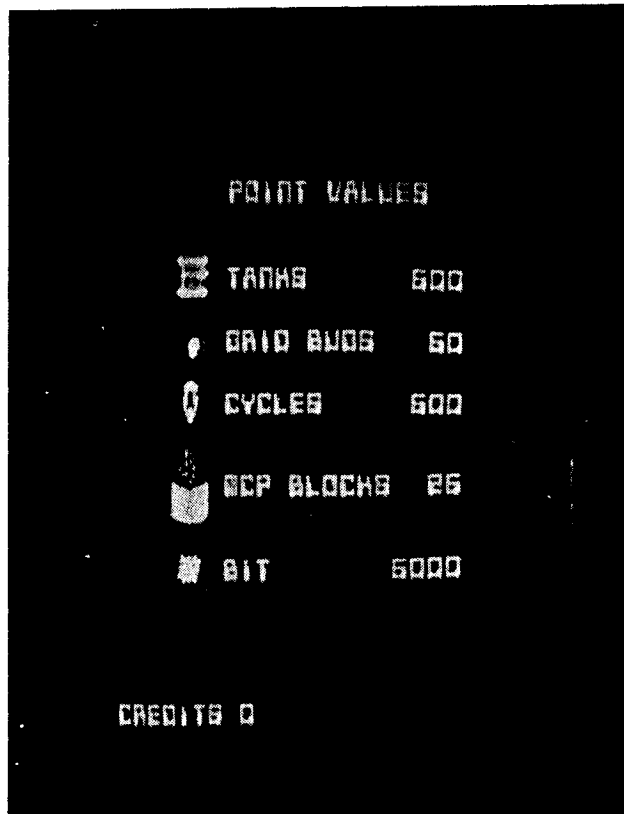 POINT VALUES
TANKS 500
GRID BUGS 50
CYCLES 500
MCP BLOCKS 25
BIT 5000
CREDITS 0